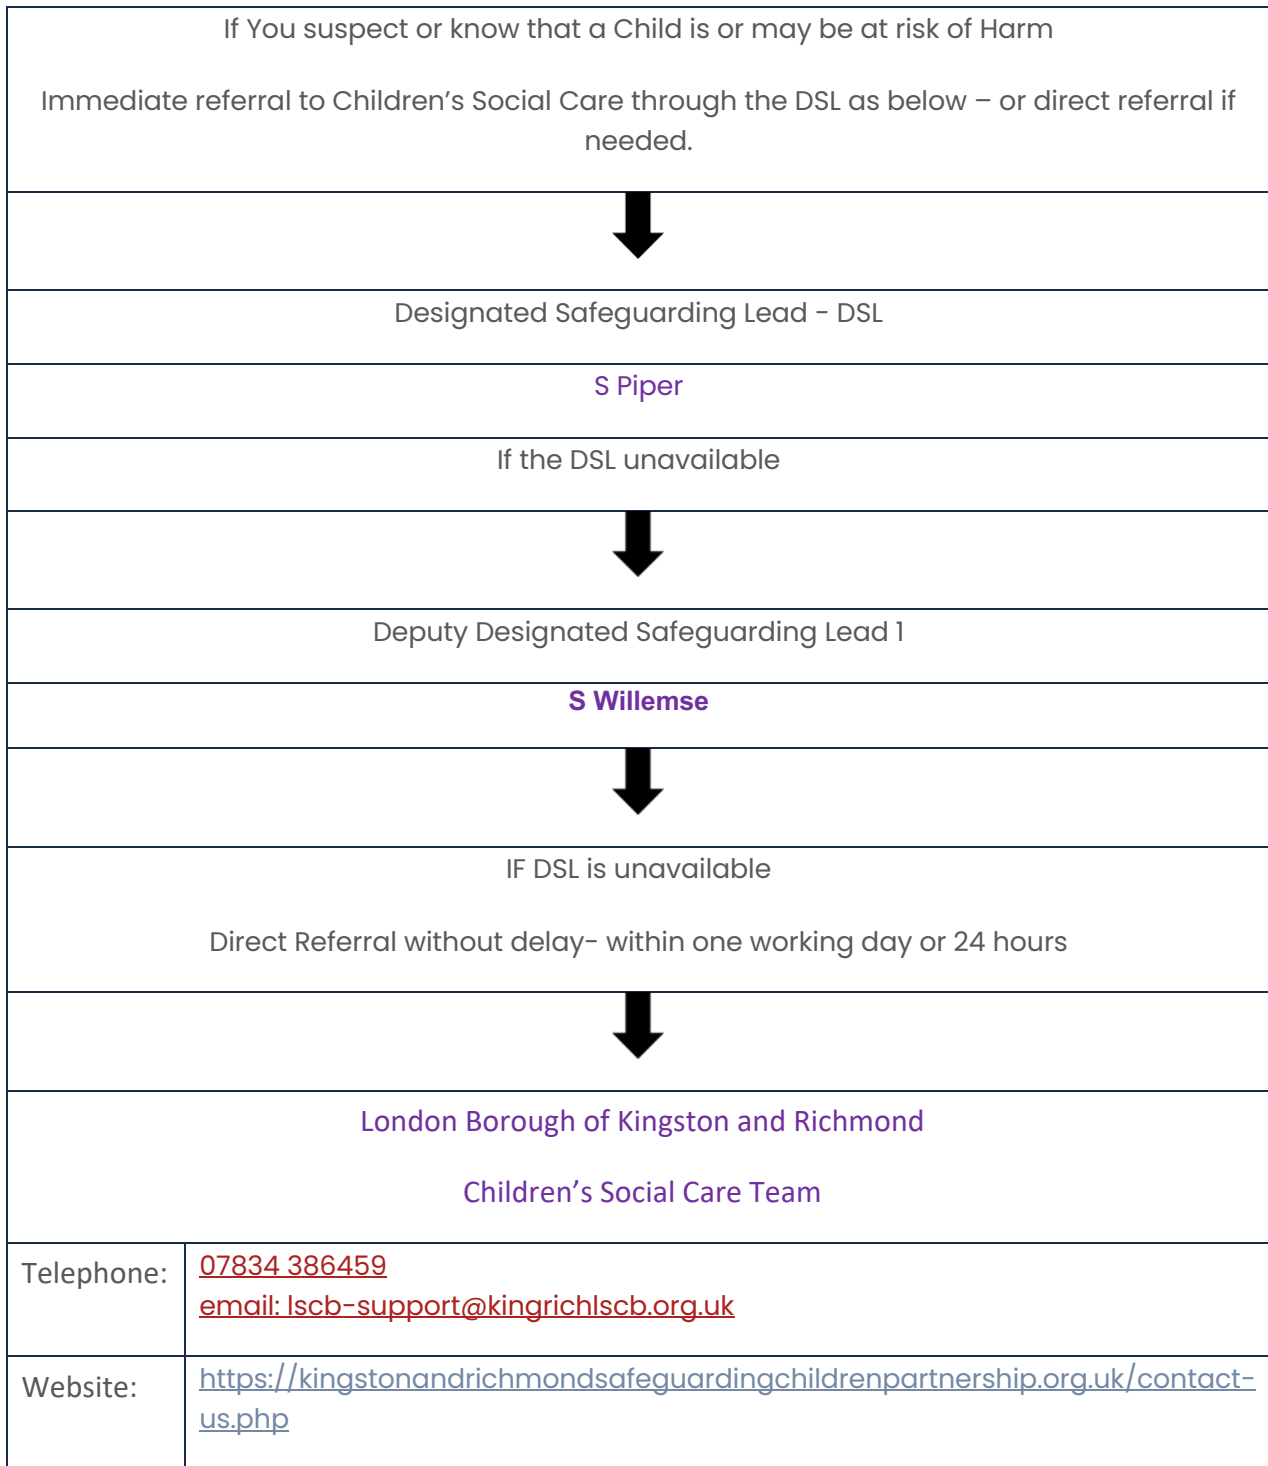 If You suspect or know that a Child is or may be at risk of Harm
Immediate referral to Children’s Social Care through the DSL as below – or direct referral if
needed.
Designated Safeguarding Lead - DSL
S Piper
If the DSL unavailable
Deputy Designated Safeguarding Lead 1
S Willemse
IF DSL is unavailable
Direct Referral without delay- within one working day or 24 hours
London Borough of Kingston and Richmond
Children’s Social Care Team
Telephone:
07834 386459
email: lscb-support@kingrichlscb.org.uk
Website:
https://kingstonandrichmondsafeguardingchildrenpartnership.org.uk/contact-
us.php